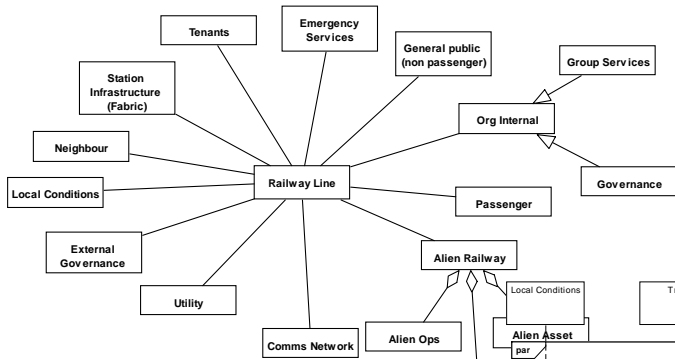 Tenants
Emergency
Services
General public
(non passenger)
Group Services
Station
Infrastructure
(Fabric)
Org Internal
Neighbour
Railway Line
Governance
Local Conditions
Passenger
External
Governance
Alien Railway
Utility
Local Conditions
Comms Network
Alien Ops
Alien Asset
par